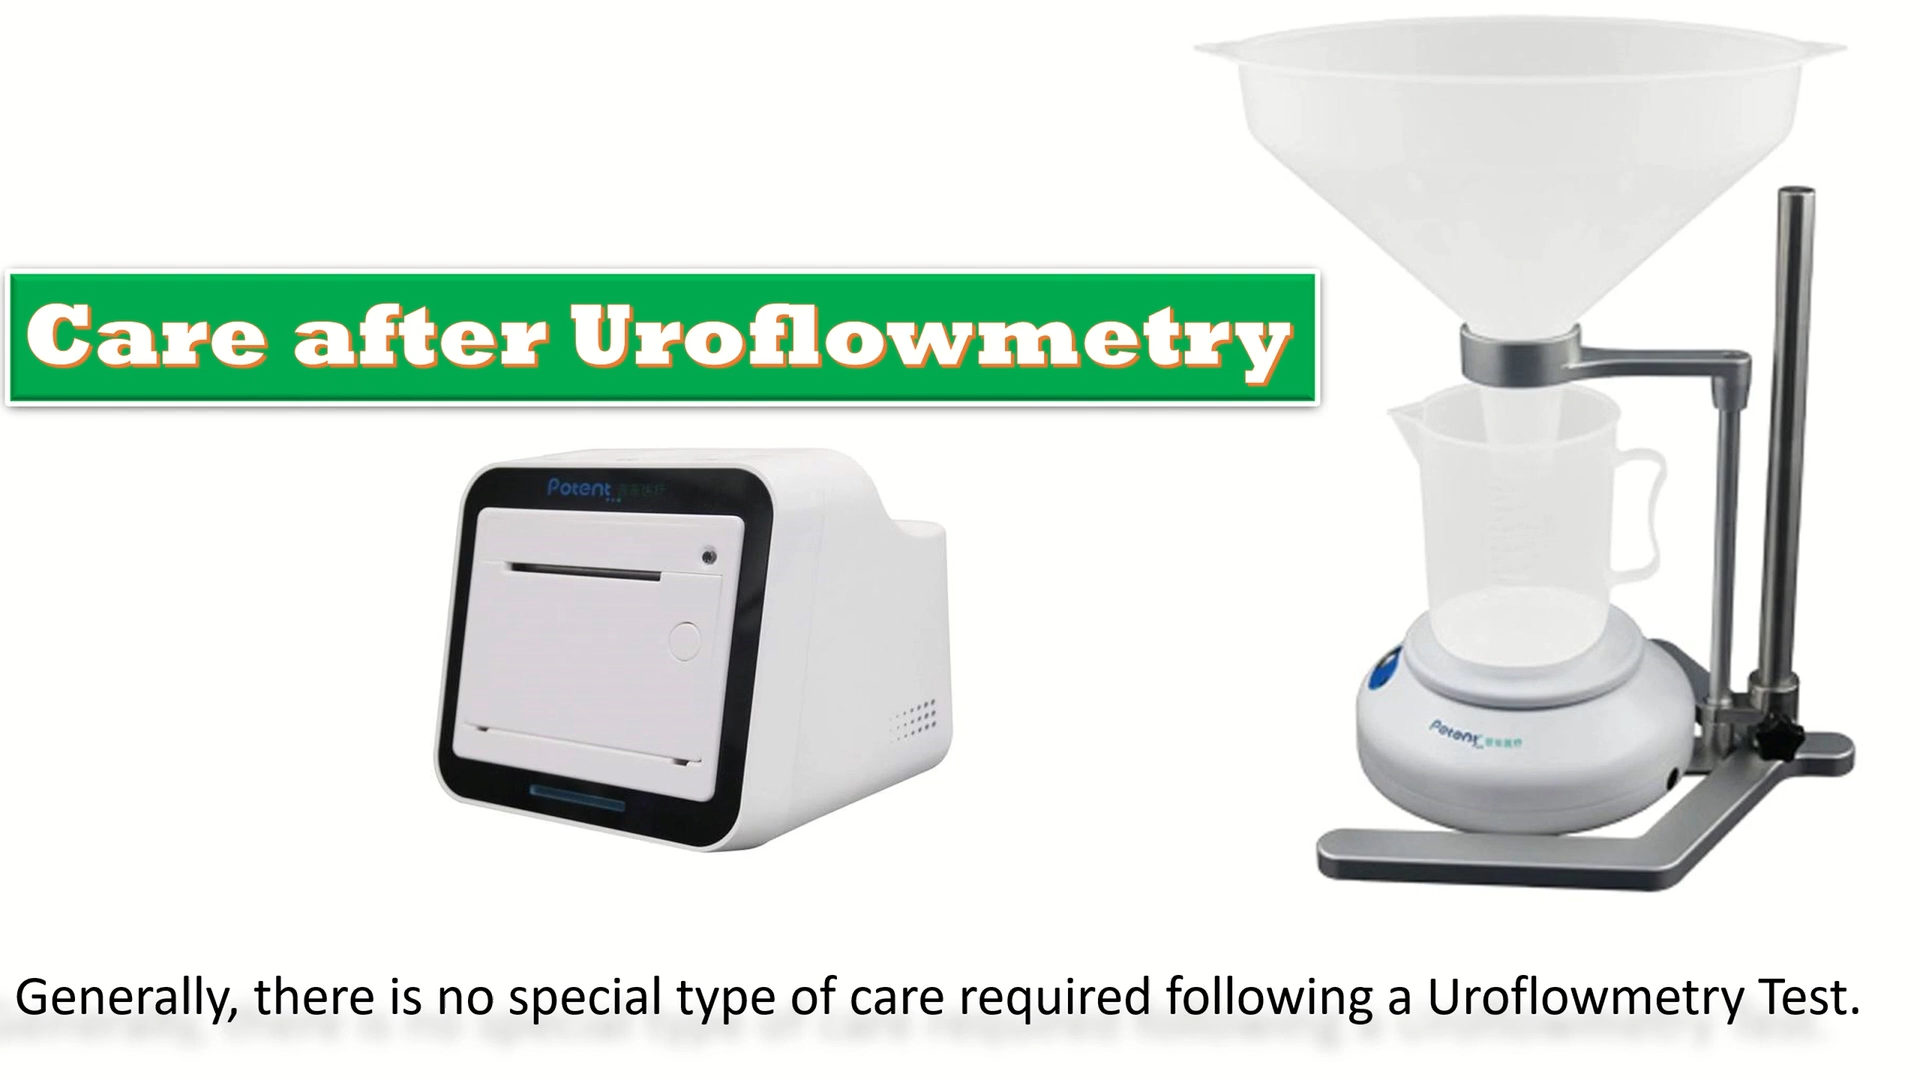 Care after Uroflowmetry
Potent
Potent
Generally, there is no special type of care required following a Uroflowmetry Test.